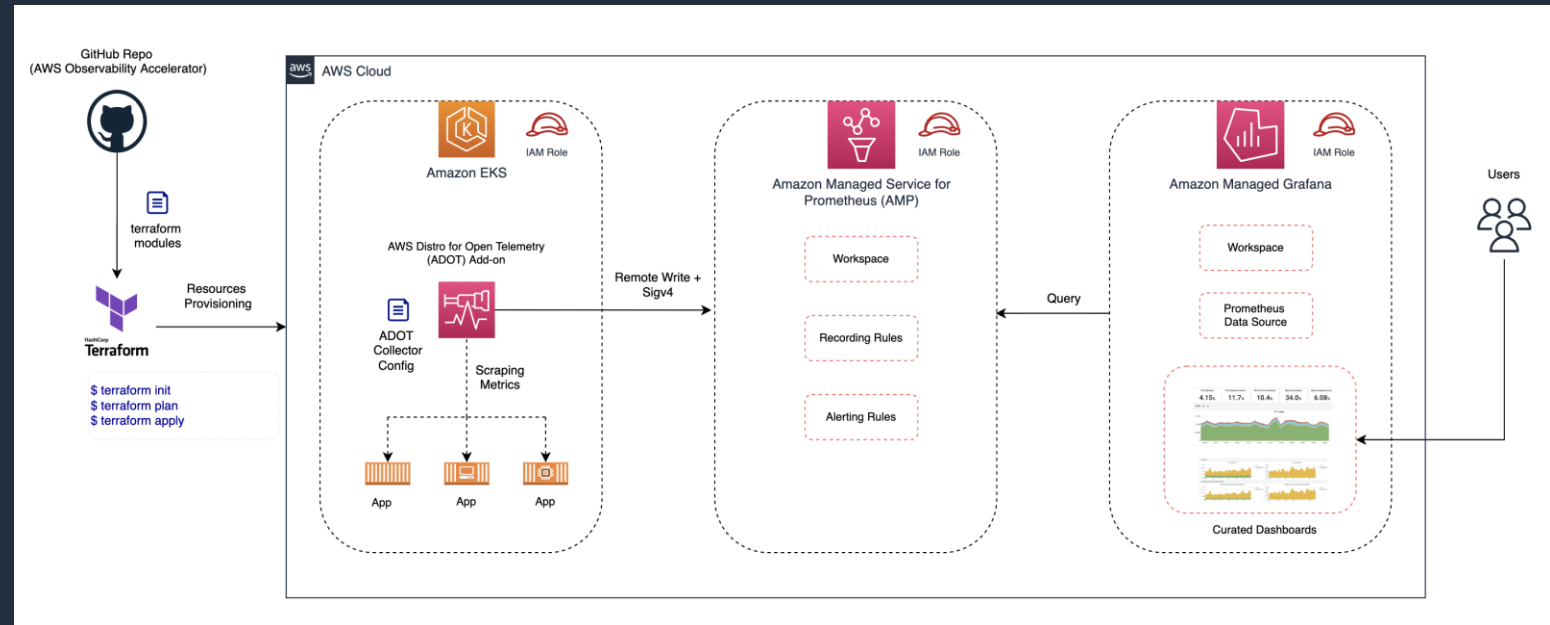 GitHub Repo
(AWS Observability Accelerator)
terraform
modules
HashiCorp
Terraform
$ terraform init
$ terraform plan
$ terraform apply
Resources
Provisioning
aws
AWS Cloud
Amazon EKS
IAM Role
AWS Distro for Open Telemetry
(ADOT) Add-on
ADOT
Collector
Config
Scraping
Metrics
App
App
App
Remote Write +
Sigv4
IAM Role
Amazon Managed Service for
Prometheus (AMP)
Workspace
Recording Rules
Alerting Rules
Query
IAM Role
Amazon Managed Grafana
Workspace
Prometheus
Data Source
4.15% 11.7% 10.4% 34.0% 6.08%
Curated Dashboards
Users